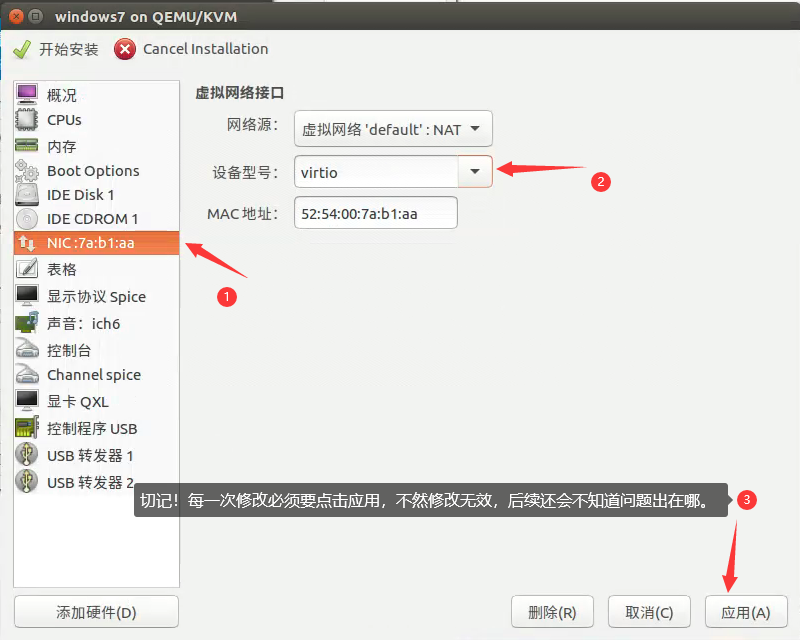 windows7 on QEMU/KVM
开始安装 Cancel Installation
概况
CPUs
内存
Boot Options
IDE Disk 1
IDE CDROM 1
NIC :7a:b1:aa
表格
显示协议 Spice
声音：ich6
控制台
Channel spice
显卡 QXL
控制程序 USB
USB 转发器 1
USB 转发器 2
虚拟网络接口
网络源： 虚拟网络 'default' : NAT
设备型号： virtio
2
MAC 地址： 52:54:00:7a:b1:aa
1
切记！每一次修改必须要点击应用，不然修改无效，后续还会不知道问题出在哪。 3
添加硬件(D) 删除(R) 取消(C) 应用(A)